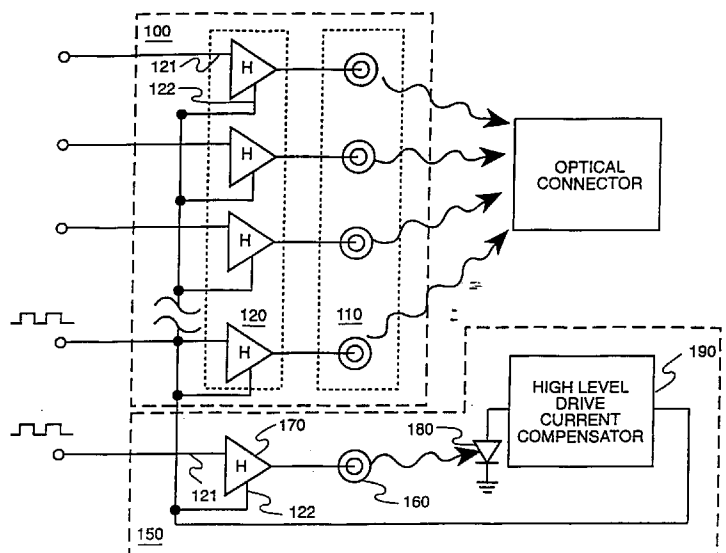 100
121
H
122
H
OPTICAL
CONNECTOR
H
120
110
H
190
HIGH LEVEL
DRIVE
CURRENT
COMPENSATOR
170
180
H
121
122
160
150